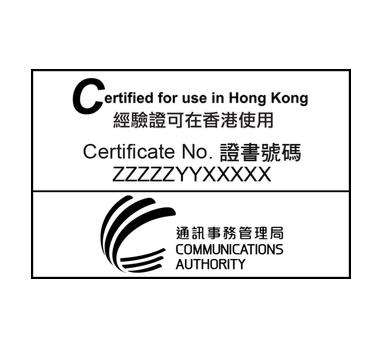 Certified for use in Hong Kong
經驗證可在香港使用
Certificate No. 證書號碼
ZZZZZYYXXXXX
通訊事務管理局
COMMUNICATIONS
AUTHORITY